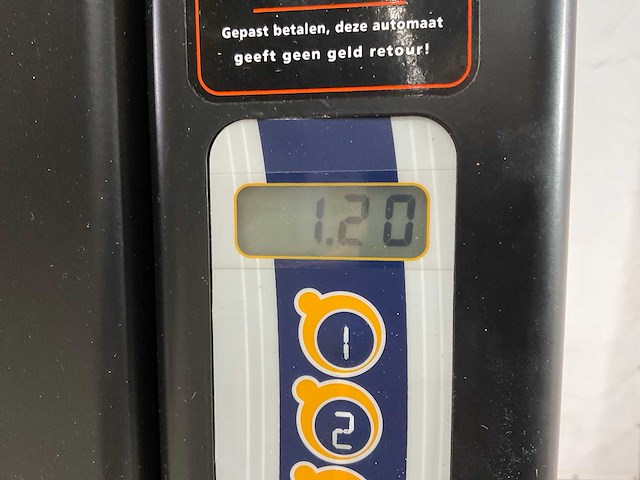 Gepast betalen, deze automaat
geeft geen geld retour!
1.20
1
2